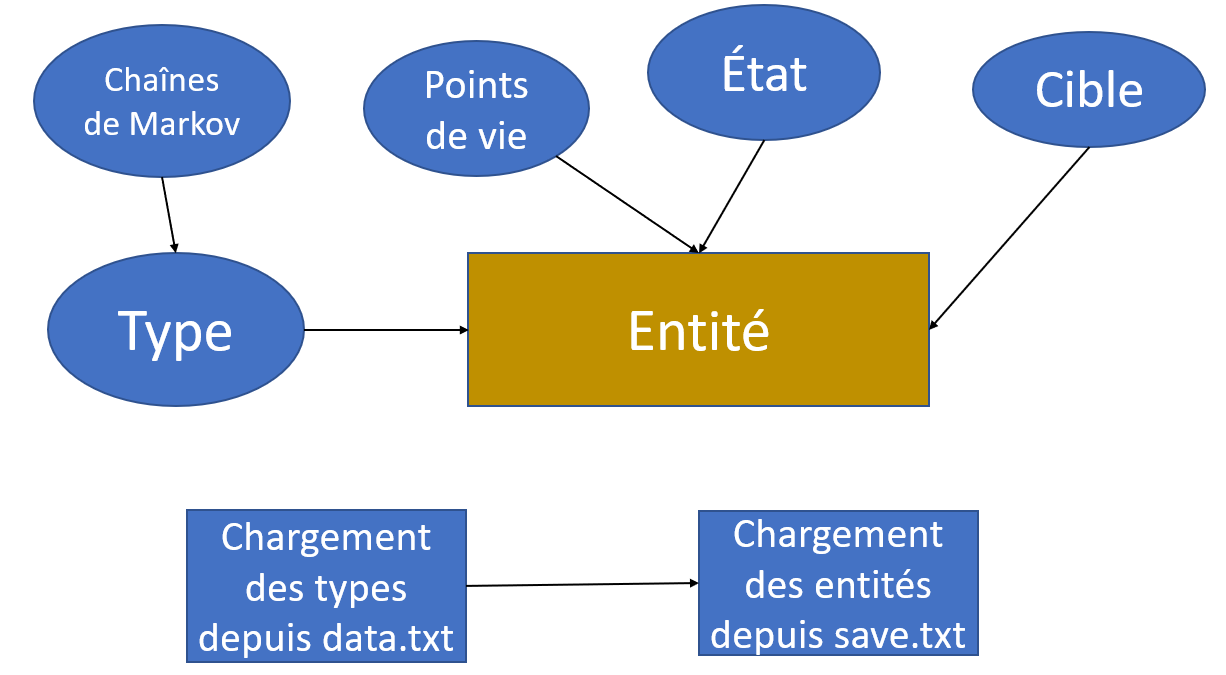 Chaînes
de Markov
Points
de vie
État
Cible
Type
Entité
Chargement
des types
depuis data.txt
Chargement
des entités
depuis save.txt